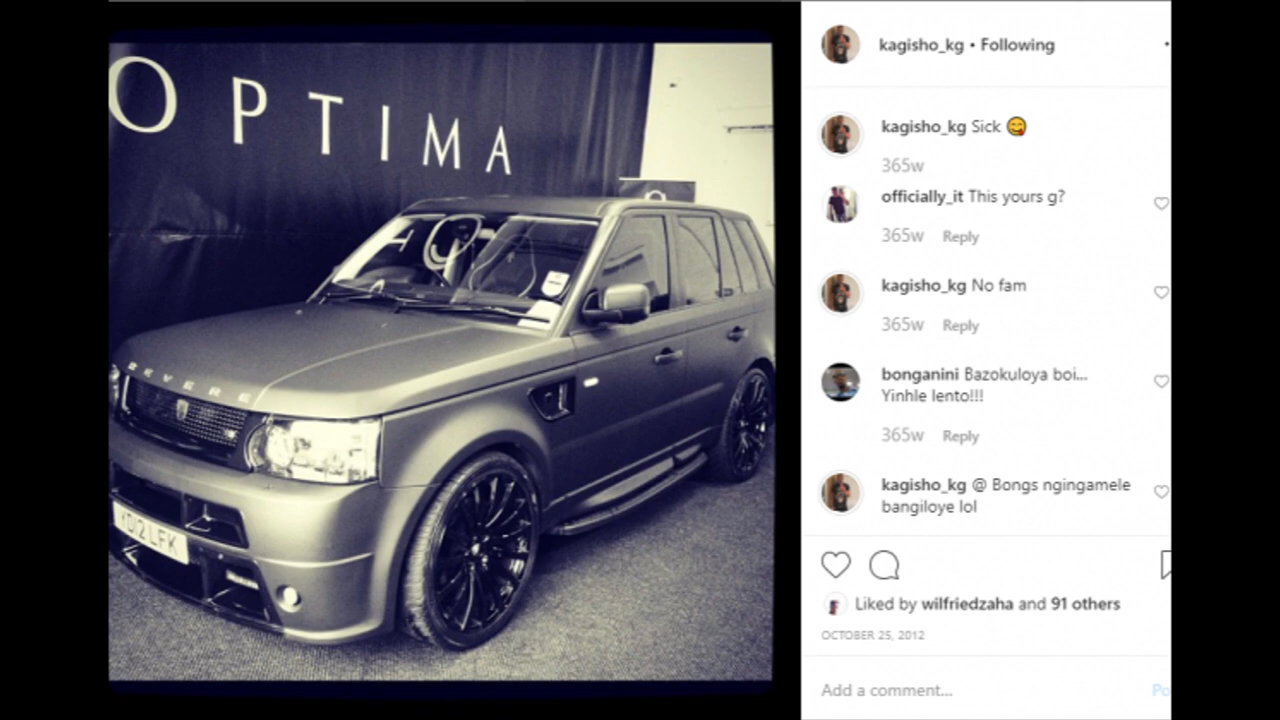 OPTIMA
REVERE
YD12 LFK
kagisho_kg • Following
kagisho_kg Sick 😋
365w
officially_it This yours g?
365w Reply
kagisho_kg No fam
365w Reply
bonganini Bazokuloya boi...
Yinhle lento!!!
365w Reply
kagisho_kg @ Bongs ngingamele
bangiloye lol
Liked by wilfriedzaha and 91 others
OCTOBER 25, 2012
Add a comment...
Po